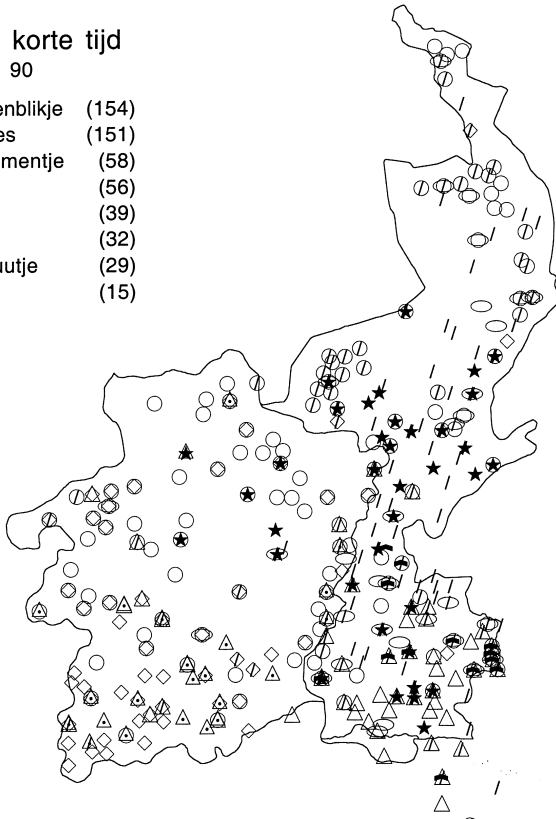 korte tijd
90
enblikje (154)
es (151)
mentje (58)
(56)
(39)
(32)
uutje (29)
(15)